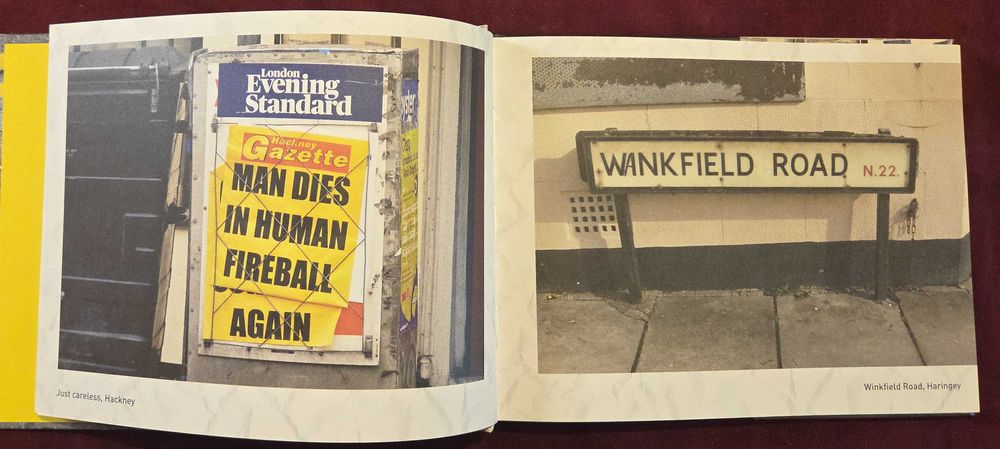 London
Evening
Standard
Hackney
Gazette
MAN DIES
IN HUMAN
FIREBALL
AGAIN
Just careless, Hackney
WANKFIELD ROAD N.22.
Winkfield Road, Haringey